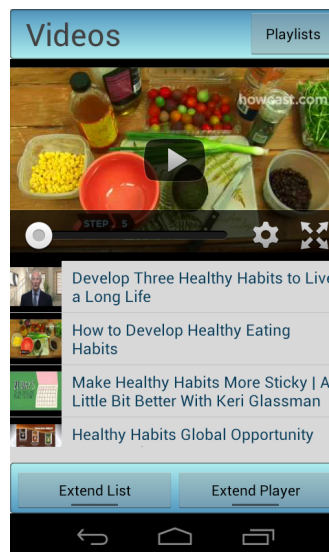 Videos
Playlists
howcast.com
STEP 5
Develop Three Healthy Habits to Live
a Long Life
How to Develop Healthy Eating
Habits
Make Healthy Habits More Sticky | A
Little Bit Better With Keri Glassman
Healthy Habits Global Opportunity
Extend List
Extend Player